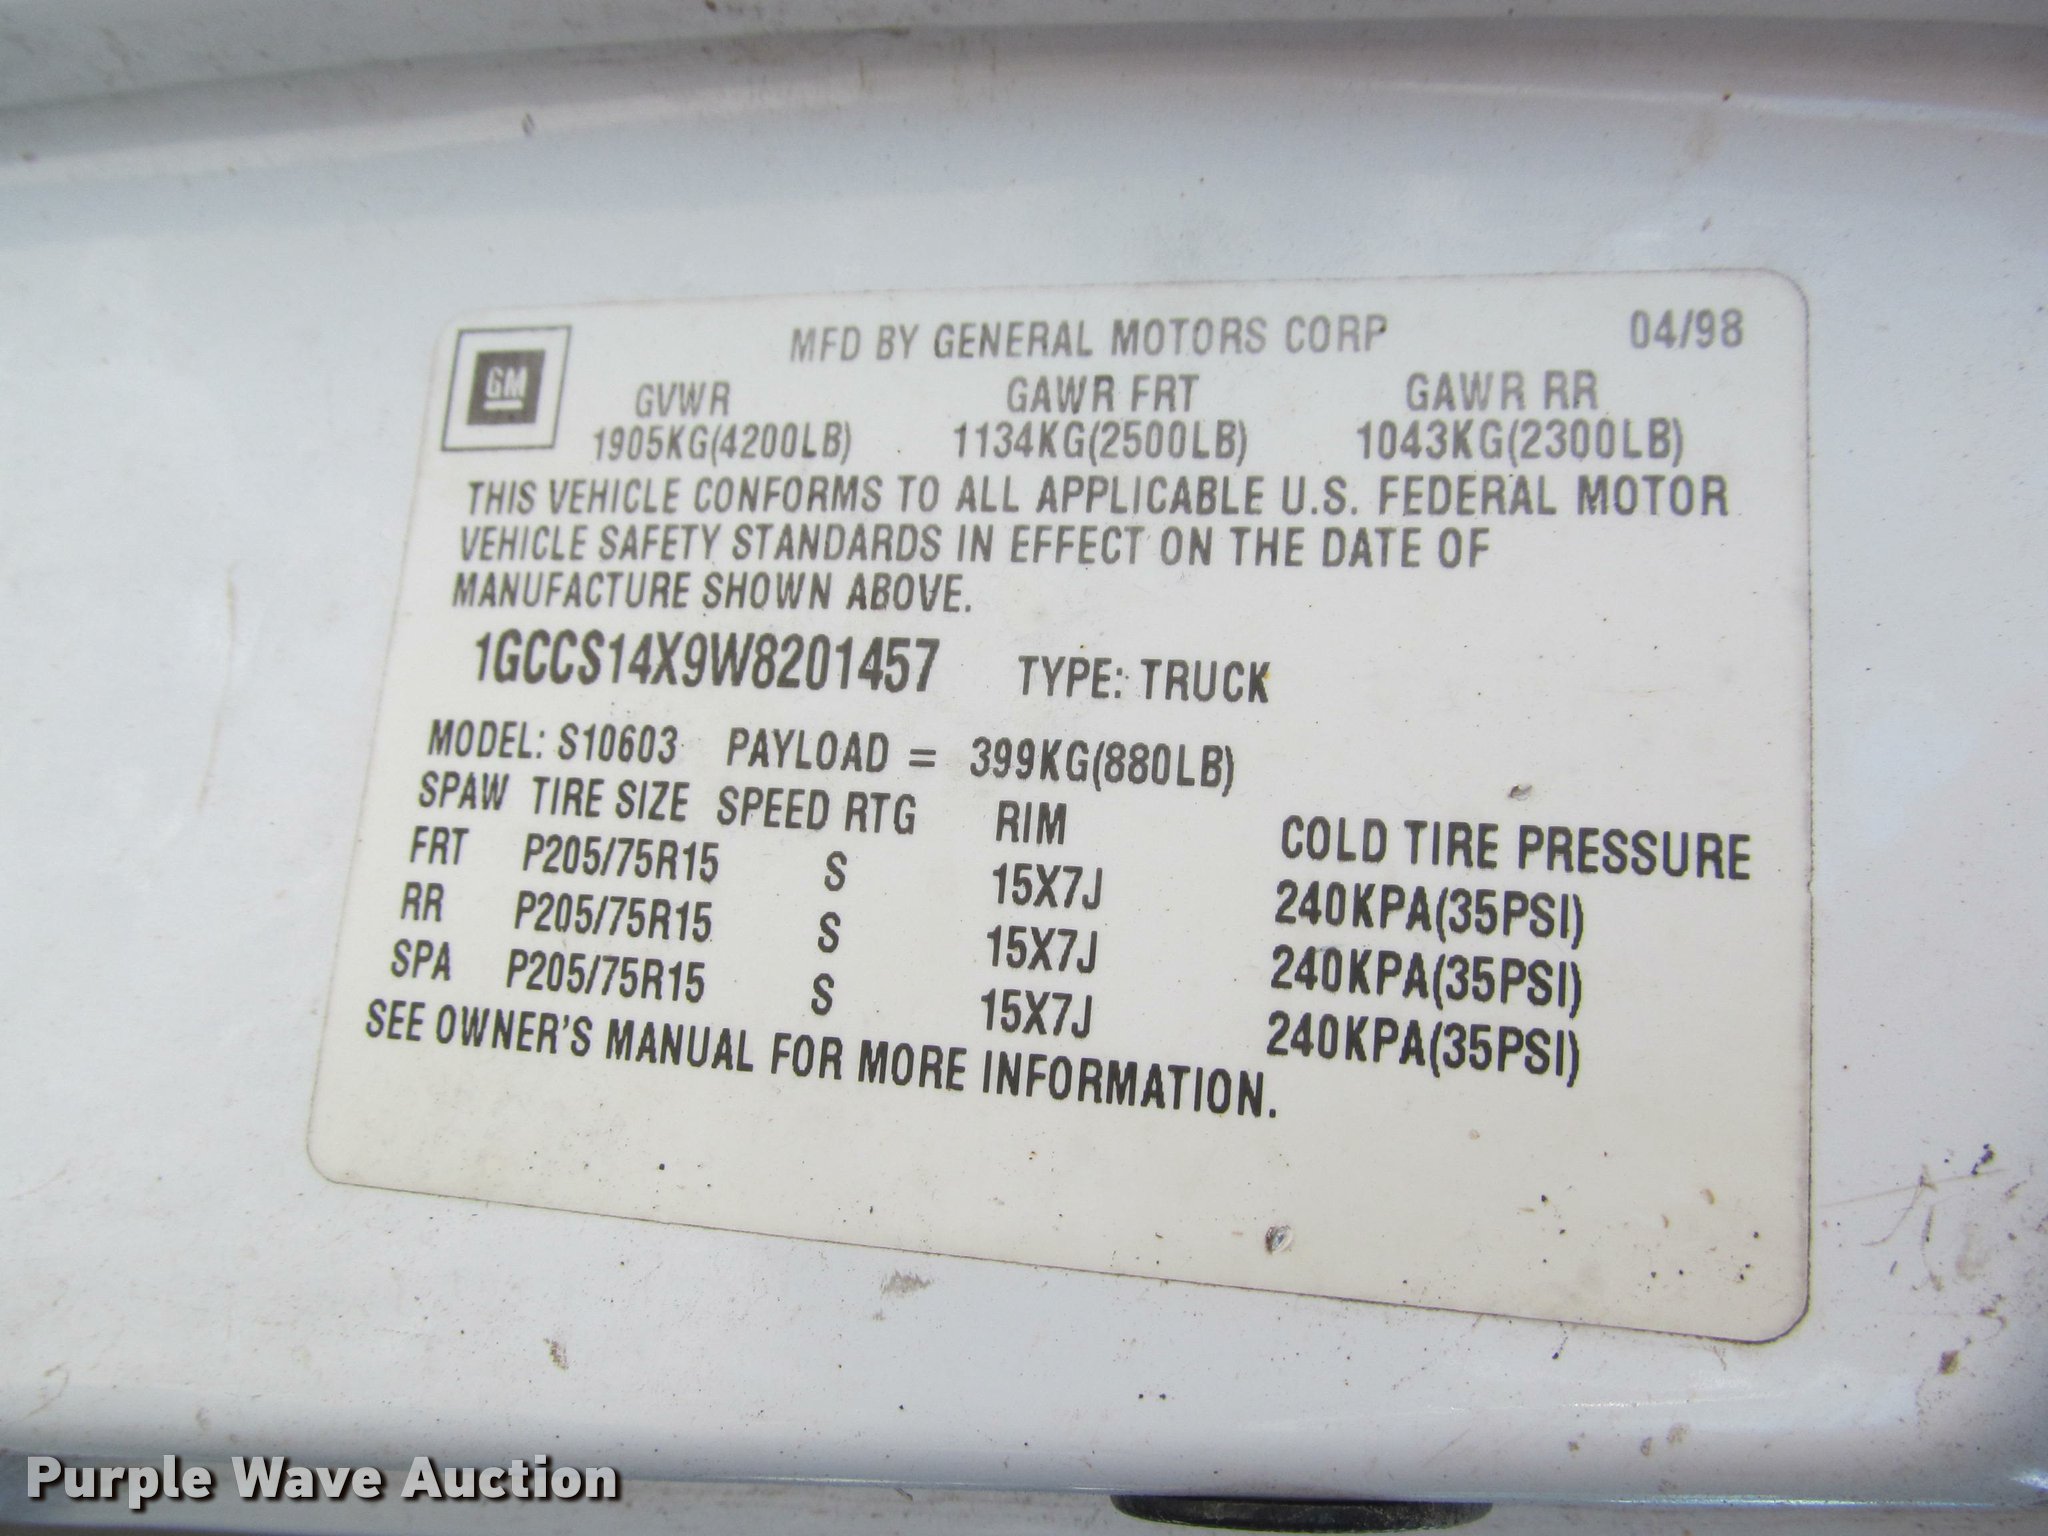 MFD BY GENERAL MOTORS CORP 04/98
GM
GVWR GAWR FRT GAWR RR
1905KG(4200LB) 1134KG(2500LB) 1043KG(2300LB)
THIS VEHICLE CONFORMS TO ALL APPLICABLE U.S. FEDERAL MOTOR
VEHICLE SAFETY STANDARDS IN EFFECT ON THE DATE OF
MANUFACTURE SHOWN ABOVE.
1GCCS14X9W8201457 TYPE: TRUCK
MODEL: S10603 PAYLOAD = 399KG(880LB)
SPAW TIRE SIZE SPEED RTG RIM COLD TIRE PRESSURE
FRT P205/75R15 S 15X7J 240KPA(35PSI)
RR P205/75R15 S 15X7J 240KPA(35PSI)
SPA P205/75R15 S 15X7J 240KPA(35PSI)
SEE OWNER'S MANUAL FOR MORE INFORMATION.
Purple Wave Auction